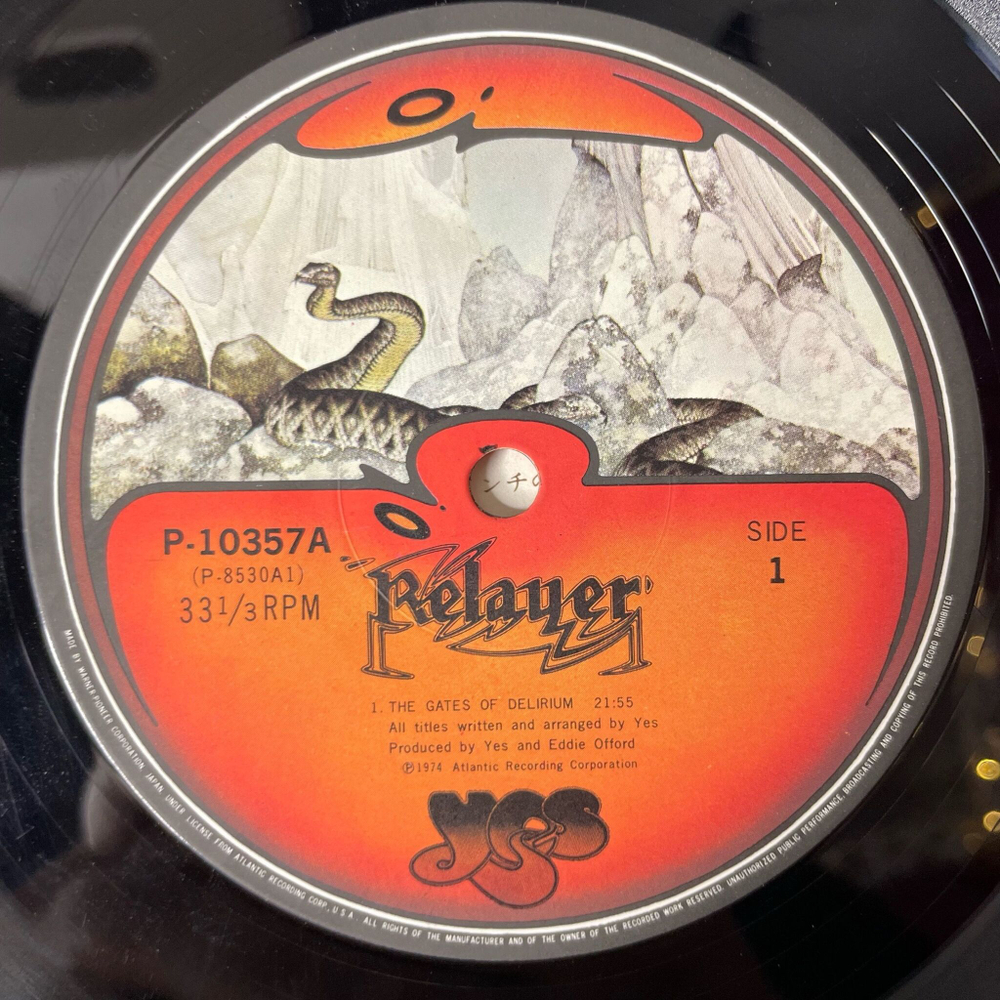 P-10357A
(P-8530A1)
33 1/3 RPM
SIDE
1
ンチの
Relayer
1. THE GATES OF DELIRIUM 21:55
All titles written and arranged by Yes
Produced by Yes and Eddie Offord
℗1974 Atlantic Recording Corporation
YES
MADE BY WARNER-PIONEER CORPORATION, JAPAN, UNDER LICENSE FROM ATLANTIC RECORDING CORP., U.S.A. ALL RIGHTS OF THE MANUFACTURER AND OF THE OWNER OF THE RECORDED WORK RESERVED. UNAUTHORIZED PUBLIC PERFORMANCE, BROADCASTING AND COPYING OF THIS RECORD PROHIBITED.